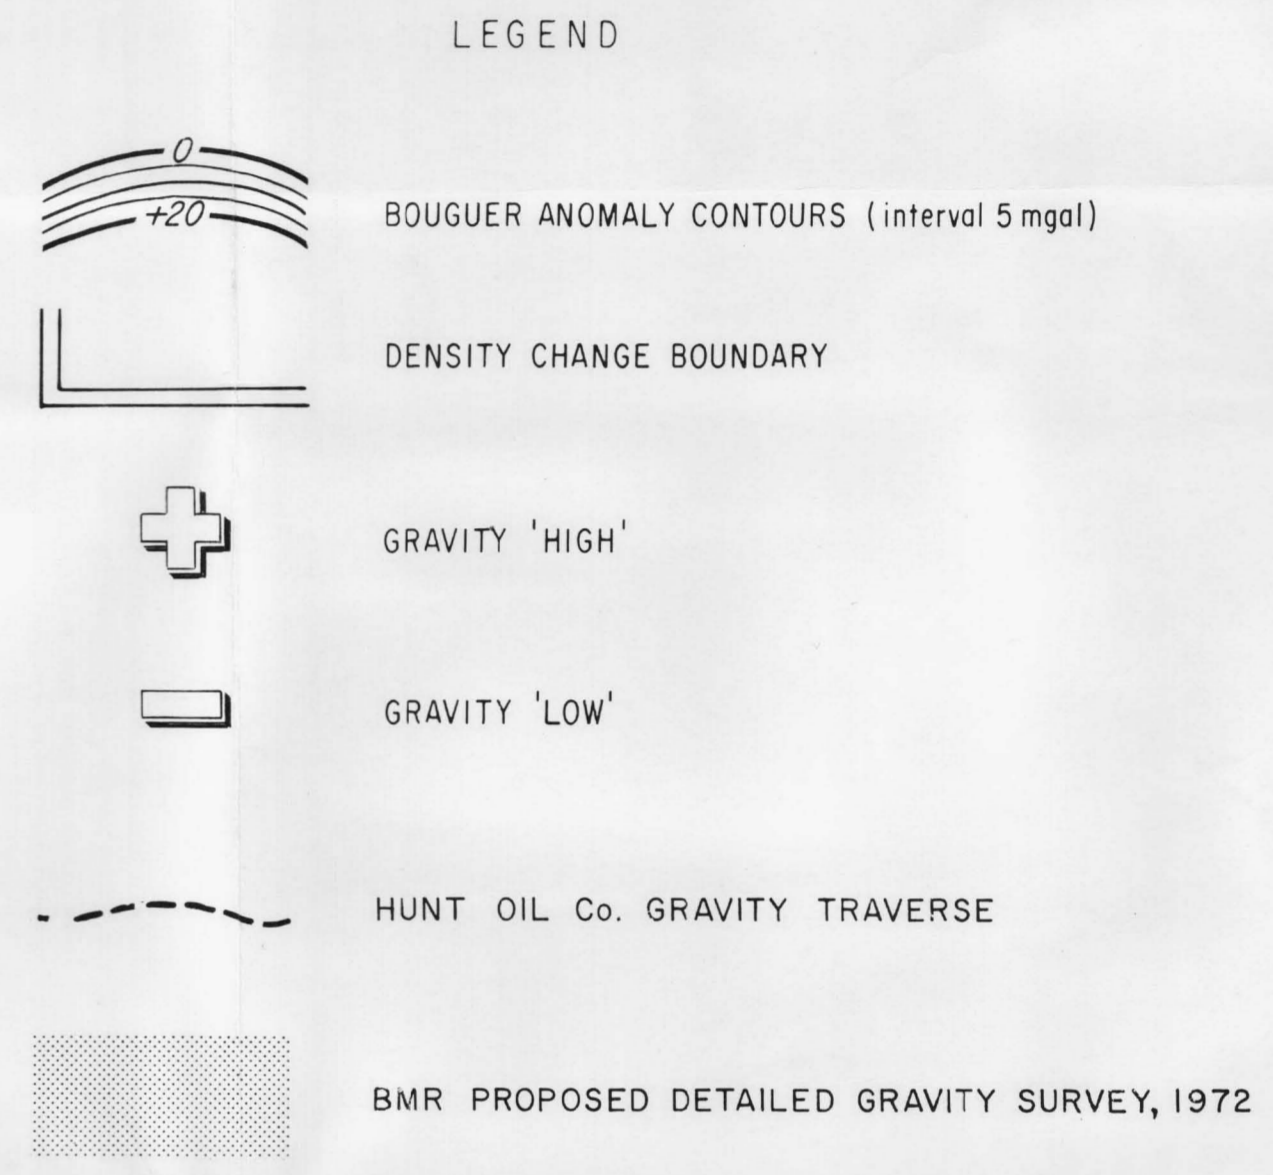 LEGEND
0
+20
BOUGUER ANOMALY CONTOURS (interval 5 mgal)
DENSITY CHANGE BOUNDARY
GRAVITY 'HIGH'
GRAVITY 'LOW'
HUNT OIL Co. GRAVITY TRAVERSE
BMR PROPOSED DETAILED GRAVITY SURVEY, 1972